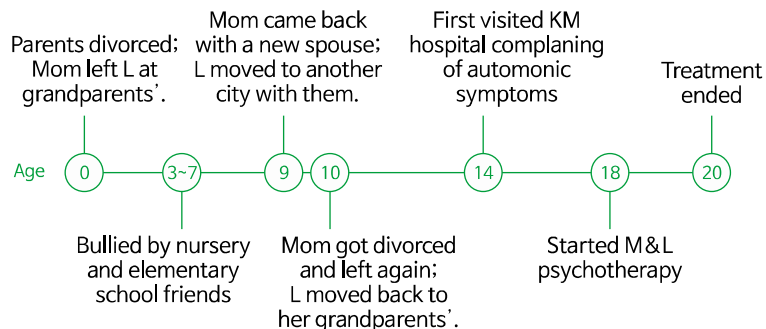 Parents divorced;
Mom left L at
grandparents’.
Mom came back
with a new spouse;
L moved to another
city with them.
First visited KM
hospital complaning
of automonic
symptoms
Treatment
ended
Age
0
3~7
9
10
14
18
20
Bullied by nursery
and elementary
school friends
Mom got divorced
and left again;
L moved back to
her grandparents’.
Started M&L
psychotherapy